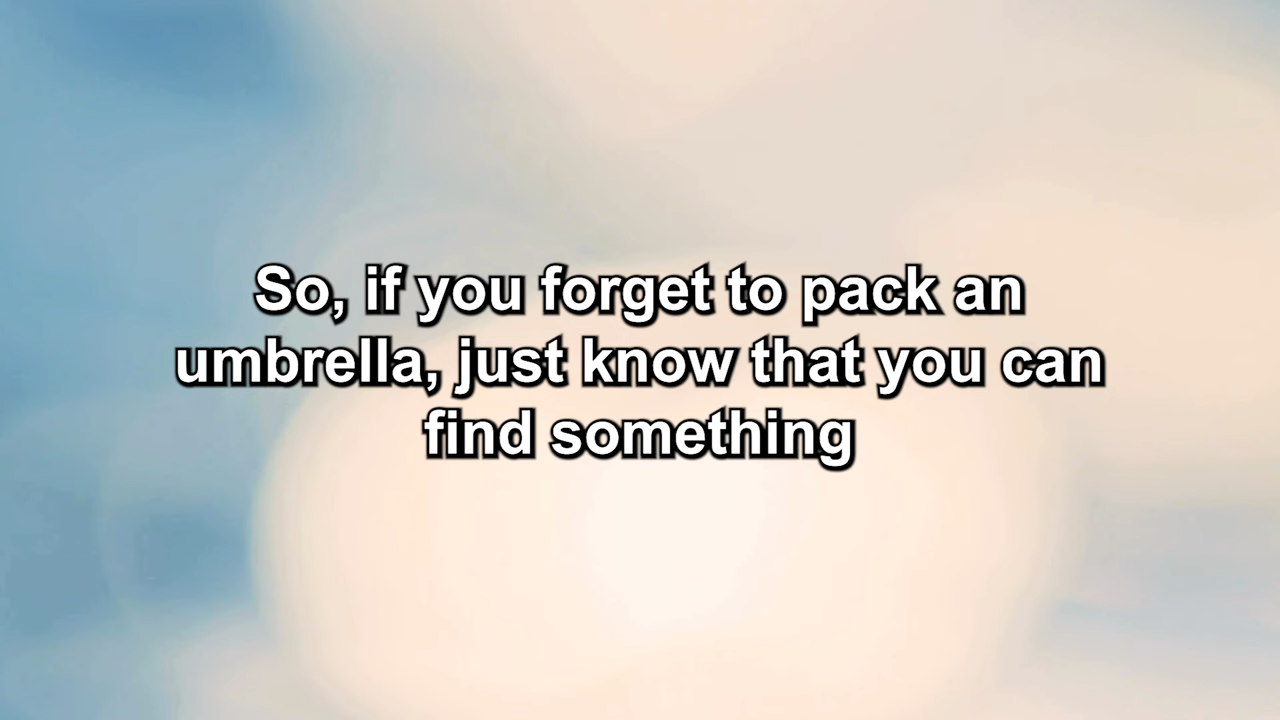 So, if you forget to pack an
umbrella, just know that you can
find something